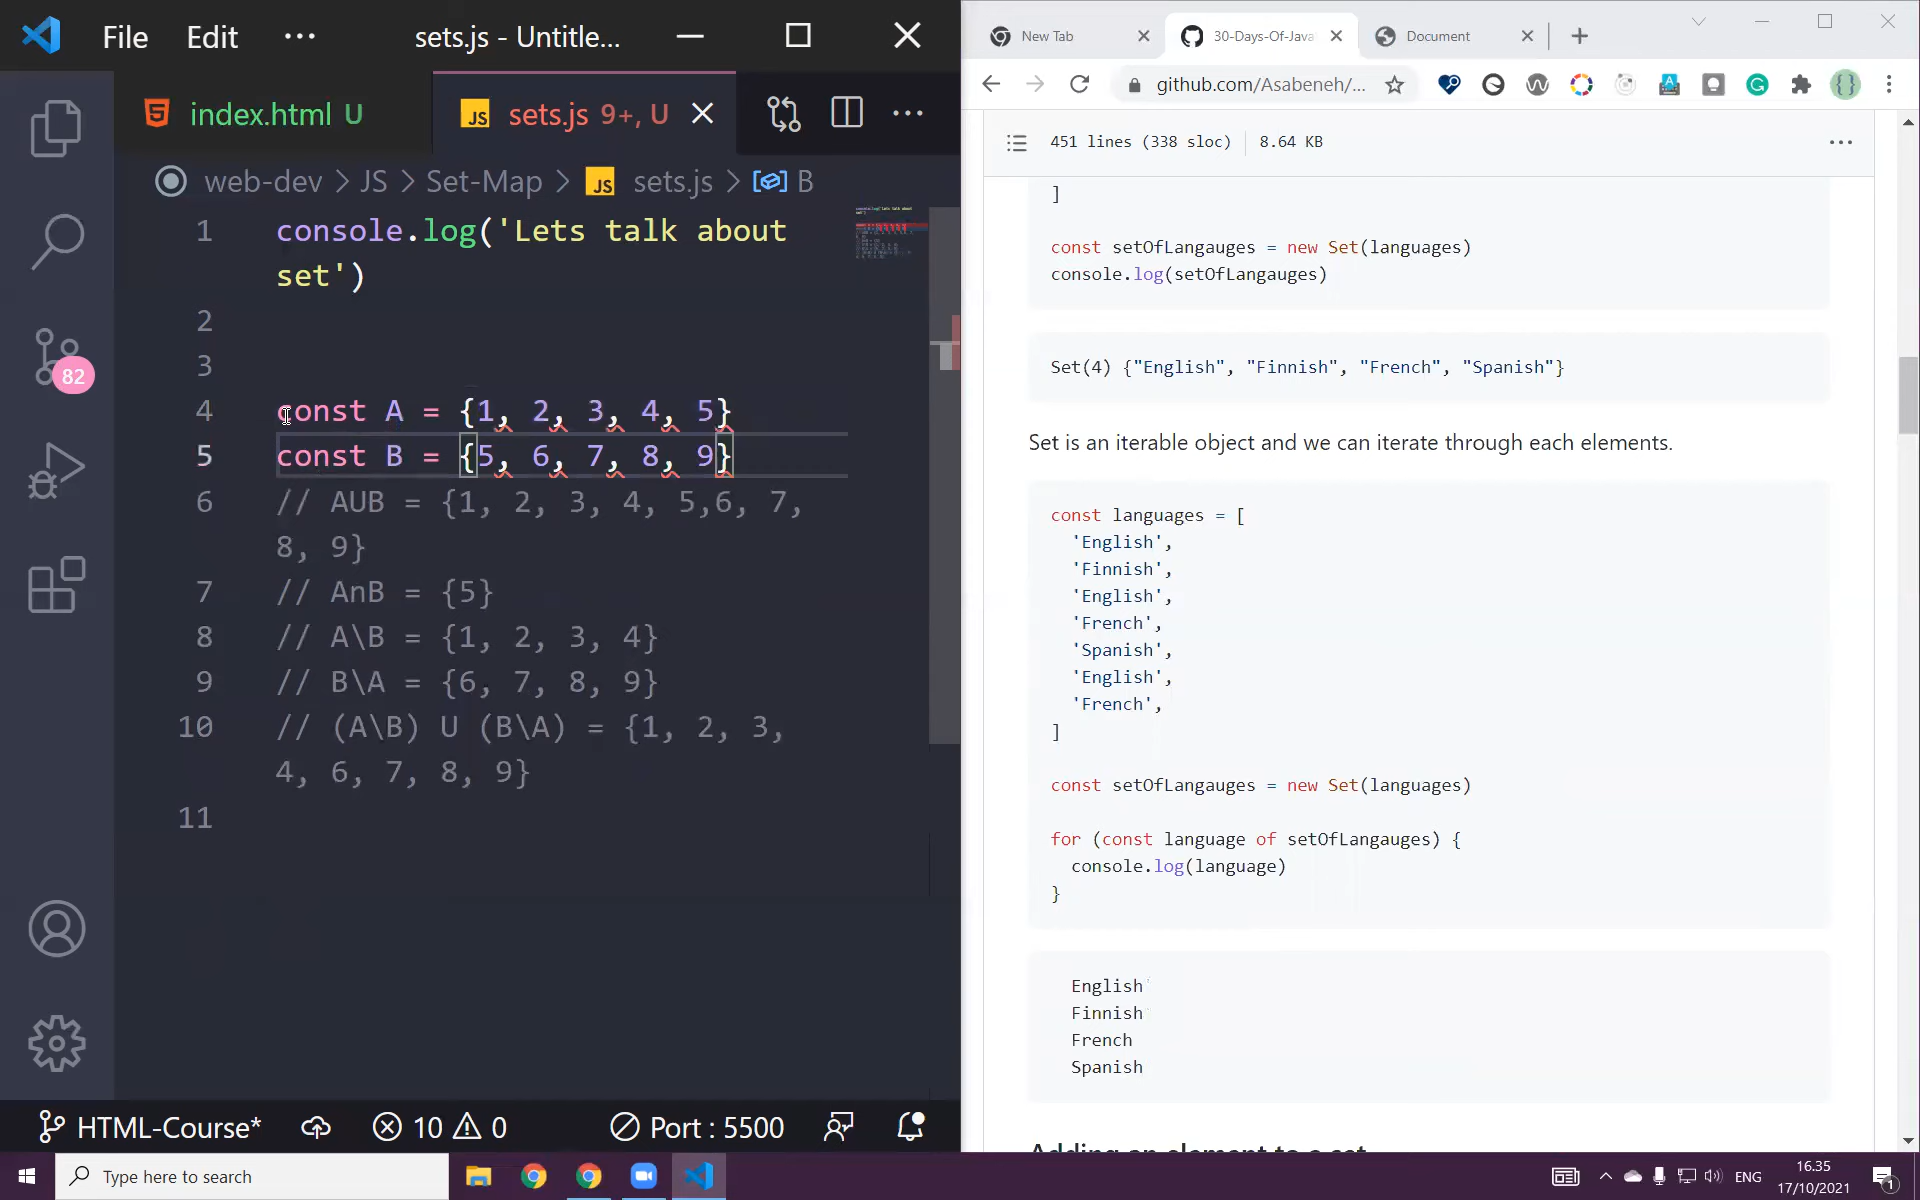 File Edit ··· sets.js - Untitle...
index.html U sets.js 9+, U
web-dev > JS > Set-Map > JS sets.js > B
1 console.log('Lets talk about
set')
2
3
4 const A = {1, 2, 3, 4, 5}
5 const B = {5, 6, 7, 8, 9}
6 // AUB = {1, 2, 3, 4, 5,6, 7,
8, 9}
7 // AnB = {5}
8 // A\B = {1, 2, 3, 4}
9 // B\A = {6, 7, 8, 9}
10 // (A\B) U (B\A) = {1, 2, 3,
4, 6, 7, 8, 9}
11
82
HTML-Course* 10 0 Port : 5500
New Tab 30-Days-Of-Java Document
github.com/Asabeneh/...
451 lines (338 sloc) 8.64 KB
]
const setOfLangauges = new Set(languages)
console.log(setOfLangauges)
Set(4) {"English", "Finnish", "French", "Spanish"}
Set is an iterable object and we can iterate through each elements.
const languages = [
'English',
'Finnish',
'English',
'French',
'Spanish',
'English',
'French',
]
const setOfLangauges = new Set(languages)
for (const language of setOfLangauges) {
console.log(language)
}
English
Finnish
French
Spanish
Adding an element to a set
Type here to search
ENG
16.35
17/10/2021
1